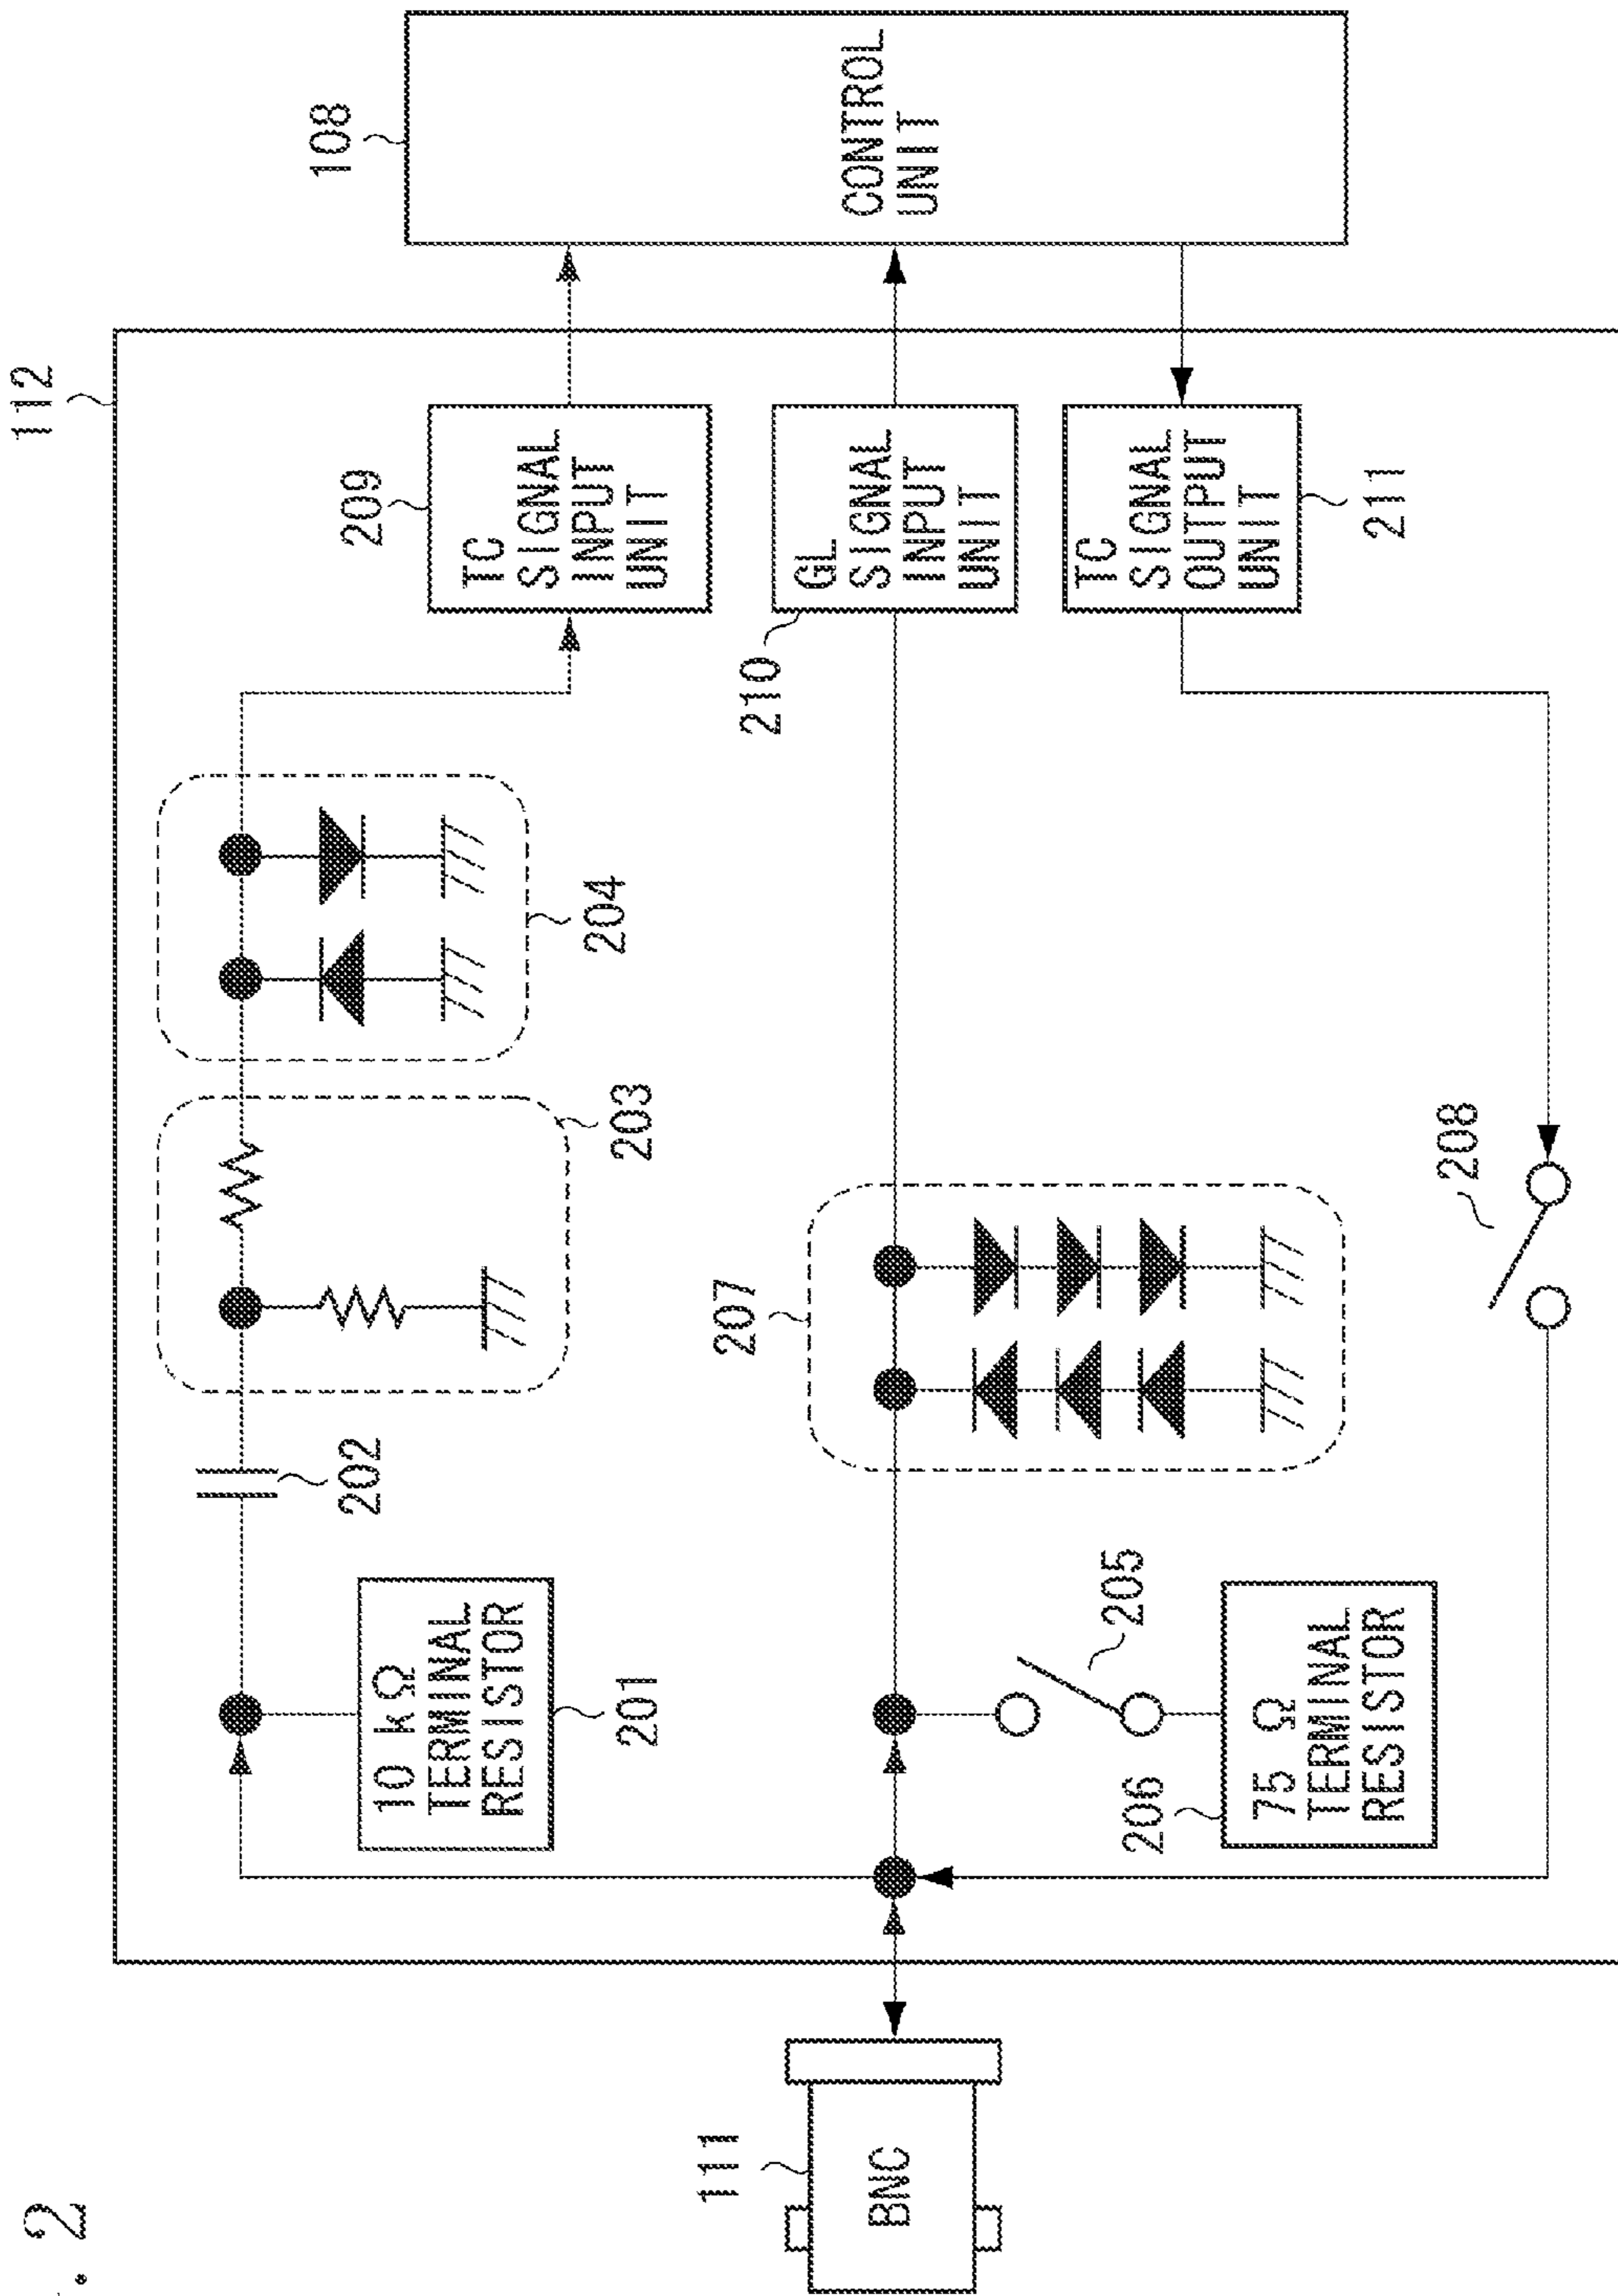 . 2
112
108
CONTROL
UNIT
209
TC
SIGNAL
INPUT
UNIT
210
GL
SIGNAL
INPUT
UNIT
TC
SIGNAL
OUTPUT
UNIT
211
204
203
202
10 kΩ
TERMINAL
RESISTOR
201
207
205
206
75 Ω
TERMINAL
RESISTOR
208
111
BNC